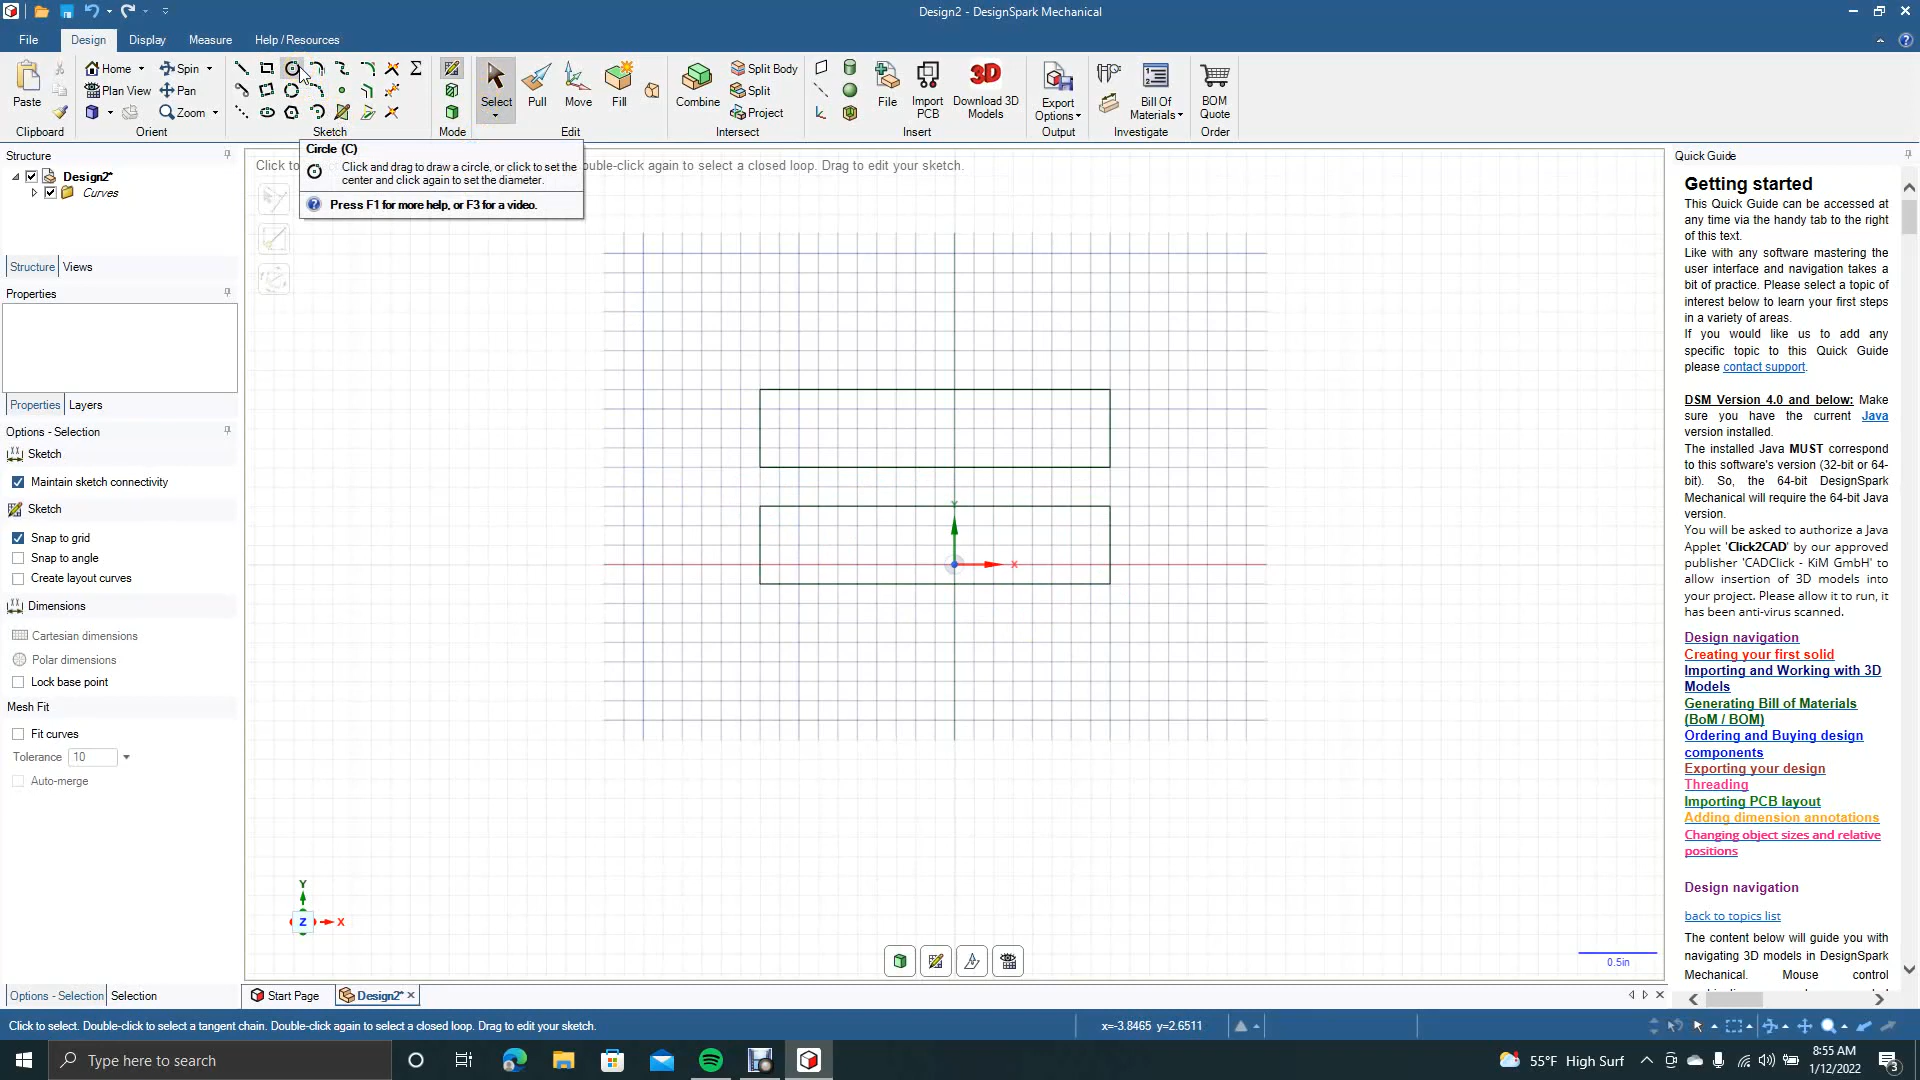 Design2 - DesignSpark Mechanical
File
Design
Display
Measure
Help / Resources
Paste
Home
Spin
Plan View
Pan
Zoom
Select
Pull
Move
Fill
Combine
Split Body
Split
Project
File
Import
PCB
3D
Download 3D
Models
Export
Options
Bill Of
Materials
BOM
Quote
Clipboard
Orient
Sketch
Mode
Edit
Intersect
Insert
Output
Investigate
Order
Circle (C)
Click and drag to draw a circle, or click to set the
center and click again to set the diameter.
Press F1 for more help, or F3 for a video.
Click to
uble-click again to select a closed loop. Drag to edit your sketch.
Structure
Design2*
Curves
Structure
Views
Properties
Properties
Layers
Options - Selection
Sketch
Maintain sketch connectivity
Sketch
Snap to grid
Snap to angle
Create layout curves
Dimensions
Cartesian dimensions
Polar dimensions
Lock base point
Mesh Fit
Fit curves
Tolerance 10
Auto-merge
Options - Selection
Selection
Y
X
Y
Z
X
0.5in
Start Page
Design2*
Quick Guide
Getting started
This Quick Guide can be accessed at
any time via the handy tab to the right
of this text.
Like with any software mastering the
user interface and navigation takes a
bit of practice. Please select a topic of
interest below to learn your first steps
in a variety of areas.
If you would like us to add any
specific topic to this Quick Guide
please contact support.
DSM Version 4.0 and below: Make
sure you have the current Java
version installed.
The installed Java MUST correspond
to this software's version (32-bit or 64-
bit). So, the 64-bit DesignSpark
Mechanical will require the 64-bit Java
version.
You will be asked to authorize a Java
Applet 'Click2CAD' by our approved
publisher 'CADClick - KiM GmbH' to
allow insertion of 3D models into
your project. Please allow it to run, it
has been anti-virus scanned.
Design navigation
Creating your first solid
Importing and Working with 3D
Models
Generating Bill of Materials
(BoM / BOM)
Ordering and Buying design
components
Exporting your design
Threading
Importing PCB layout
Adding dimension annotations
Changing object sizes and relative
positions
Design navigation
back to topics list
The content below will guide you with
navigating 3D models in DesignSpark
Mechanical. Mouse control
Click to select. Double-click to select a tangent chain. Double-click again to select a closed loop. Drag to edit your sketch.
x=-3.8465 y=2.6511
Type here to search
55°F High Surf
8:55 AM
1/12/2022
3